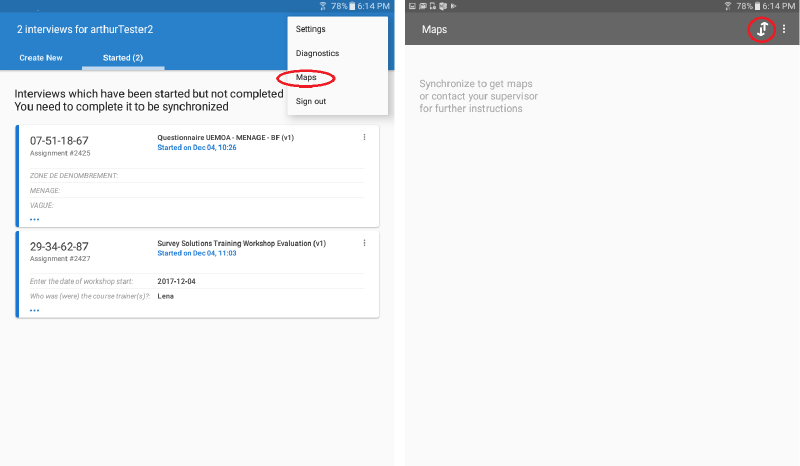 78% 6:14 PM
2 interviews for arthurTester2
Settings
Diagnostics
Maps
Sign out
Create New
Started (2)
Interviews which have been started but not completed
You need to complete it to be synchronized
07-51-18-67
Assignment #2425
Questionnaire UEMOA - MENAGE - BF (v1)
Started on Dec 04, 10:26
ZONE DE DENOMBREMENT:
MENAGE:
VAGUE:
29-34-62-87
Assignment #2427
Survey Solutions Training Workshop Evaluation (v1)
Started on Dec 04, 11:03
Enter the date of workshop start: 2017-12-04
Who was (were) the course trainer(s)?: Lena
78% 6:14 PM
Maps
Synchronize to get maps
or contact your supervisor
for further instructions